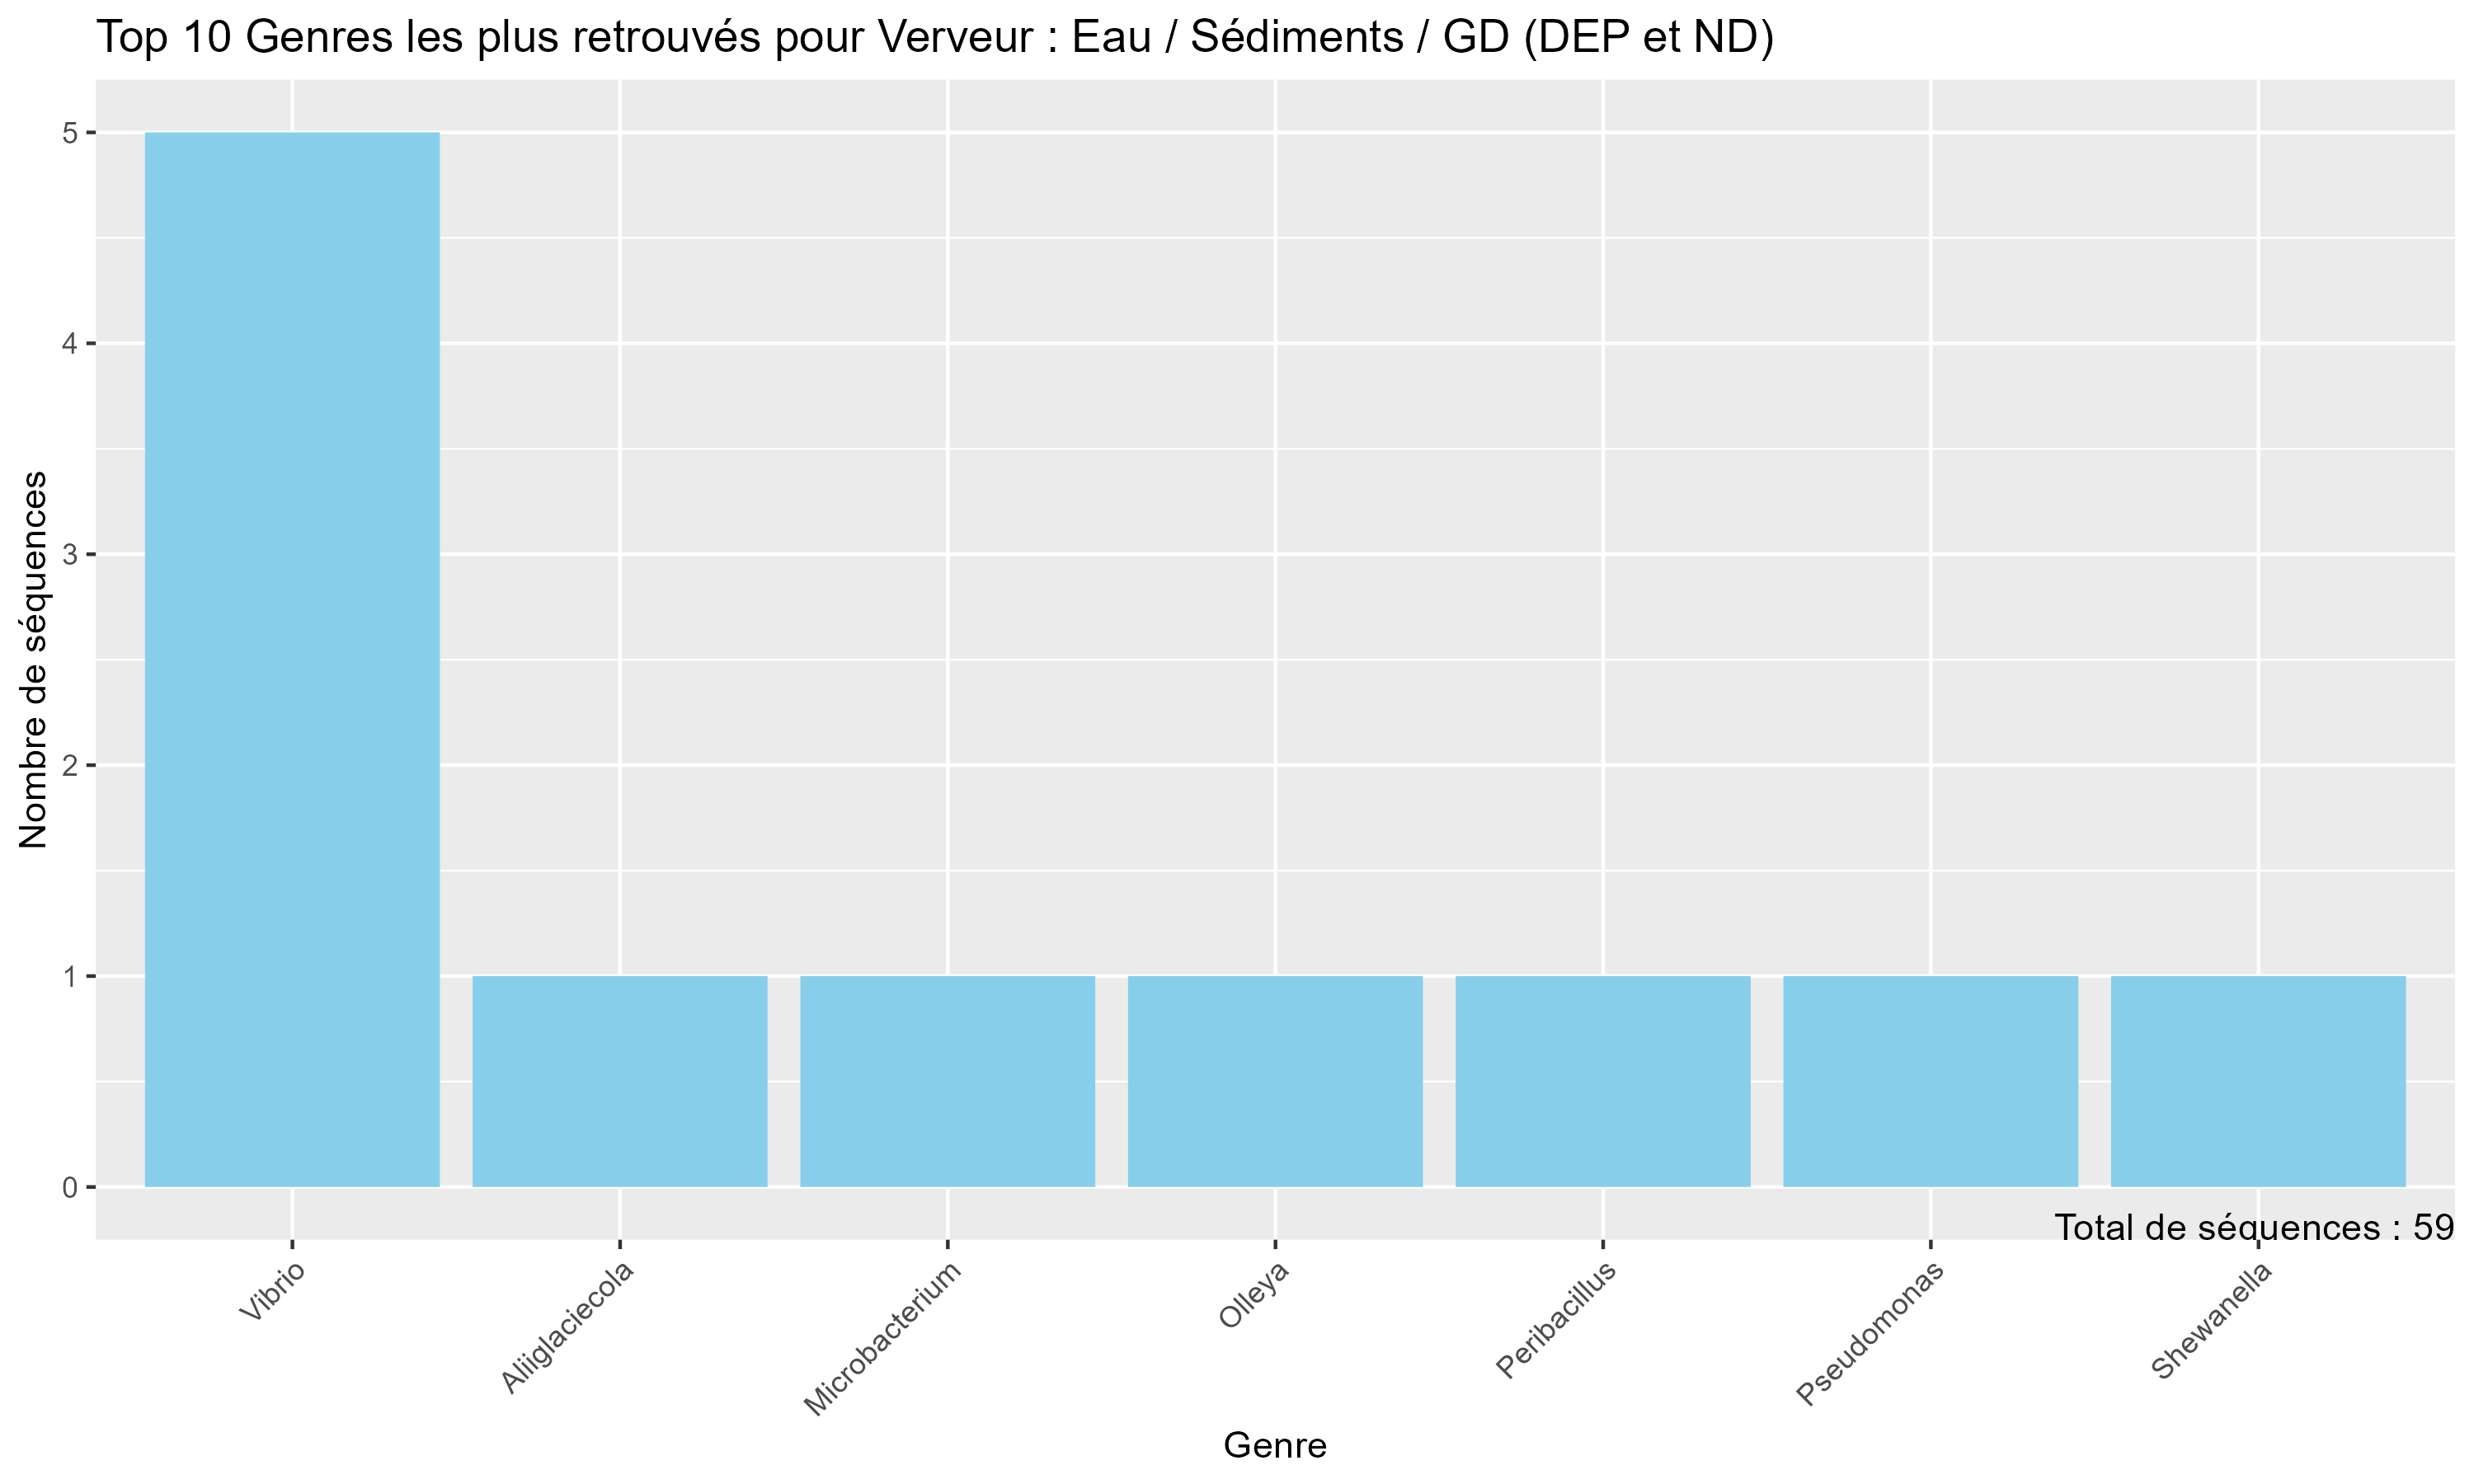 Top 10 Genres les plus retrouvés pour Verveur : Eau / Sédiments / GD (DEP et ND)
Nombre de séquences
5
4
3
2
1
0
Total de séquences : 59
Vibrio
Aliiglaciecola
Microbacterium
Olleya
Peribacillus
Pseudomonas
Shewanella
Genre